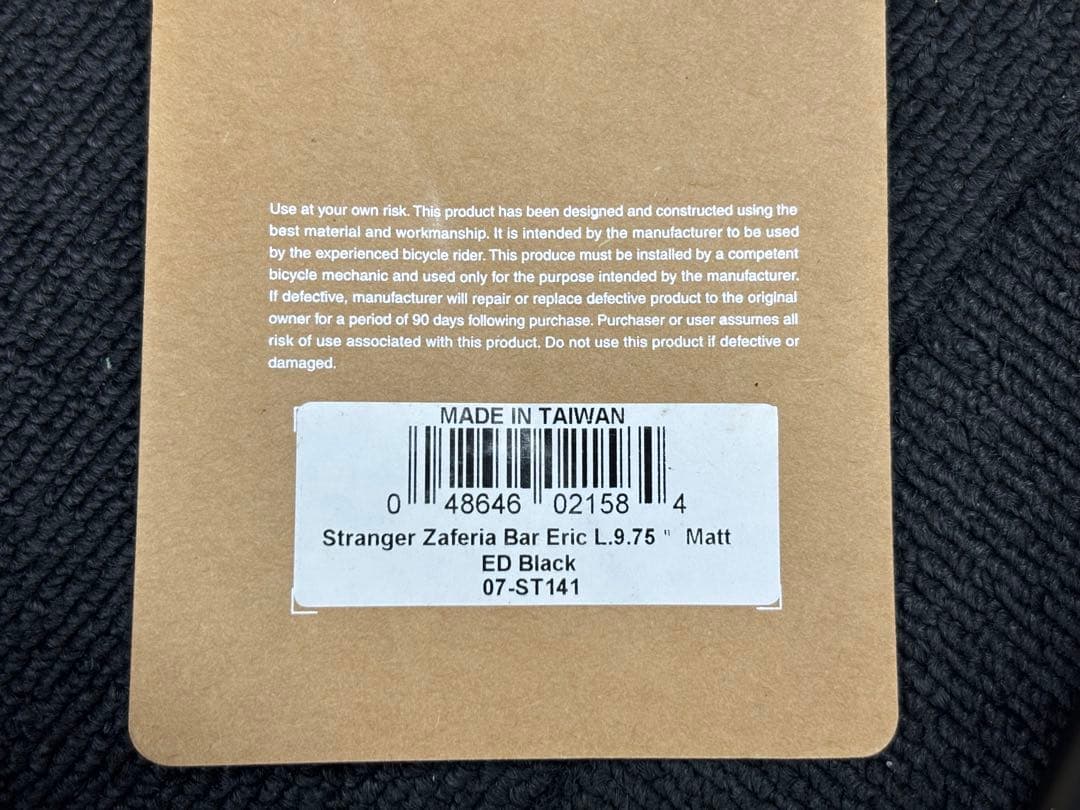 Use at your own risk. This product has been designed and constructed using the
best material and workmanship. It is intended by the manufacturer to be used
by the experienced bicycle rider. This produce must be installed by a competent
bicycle mechanic and used only for the purpose intended by the manufacturer.
If defective, manufacturer will repair or replace defective product to the original
owner for a period of 90 days following purchase. Purchaser or user assumes all
risk of use associated with this product. Do not use this product if defective or
damaged.
MADE IN TAIWAN
0 48646 02158 4
Stranger Zaferia Bar Eric L.9.75 " Matt
ED Black
07-ST141